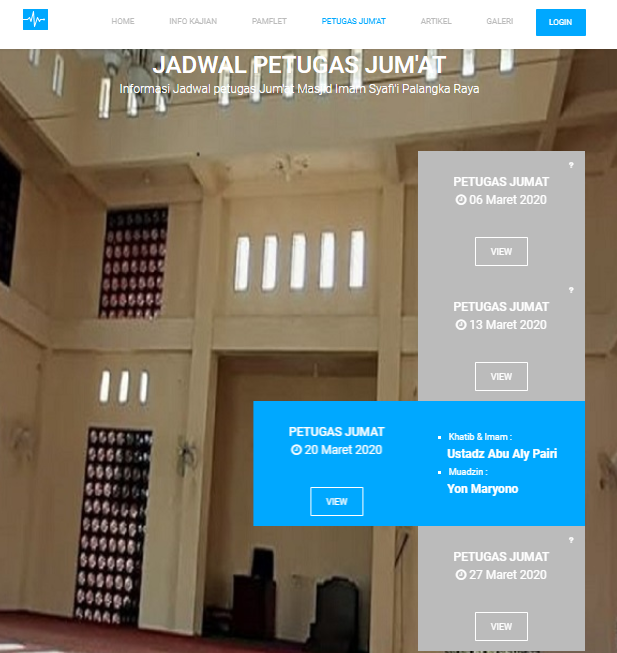 HOME INFO KAJIAN PAMFLET PETUGAS JUM'AT ARTIKEL GALERI LOGIN
JADWAL PETUGAS JUM'AT
Informasi Jadwal petugas Jum'at Masjid Imam Syafi'i Palangka Raya
?
PETUGAS JUMAT
06 Maret 2020
VIEW
?
PETUGAS JUMAT
13 Maret 2020
VIEW
PETUGAS JUMAT
20 Maret 2020
VIEW
Khatib & Imam :
Ustadz Abu Aly Pairi
Muadzin :
Yon Maryono
?
PETUGAS JUMAT
27 Maret 2020
VIEW